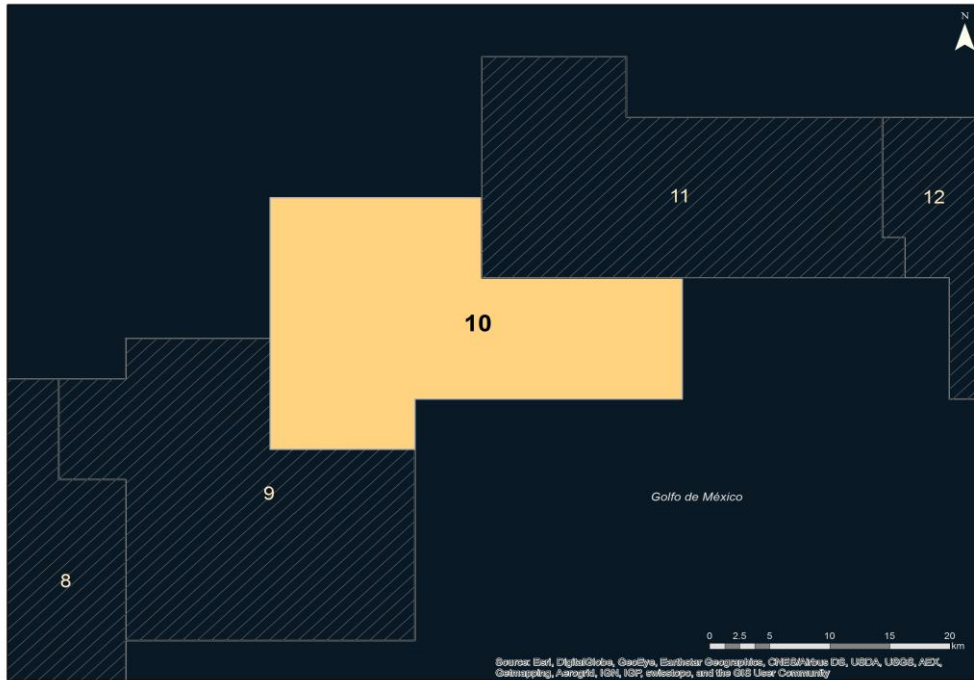 N
11
12
10
9
Golfo de México
8
0 2.5 5 10 15 20
km
Source: Esri, DigitalGlobe, GeoEye, Earthstar Geographics, CNES/Airbus DS, USDA, USGS, AEX,
Getmapping, Aerogrid, IGN, IGP, swisstopo, and the GIS User Community